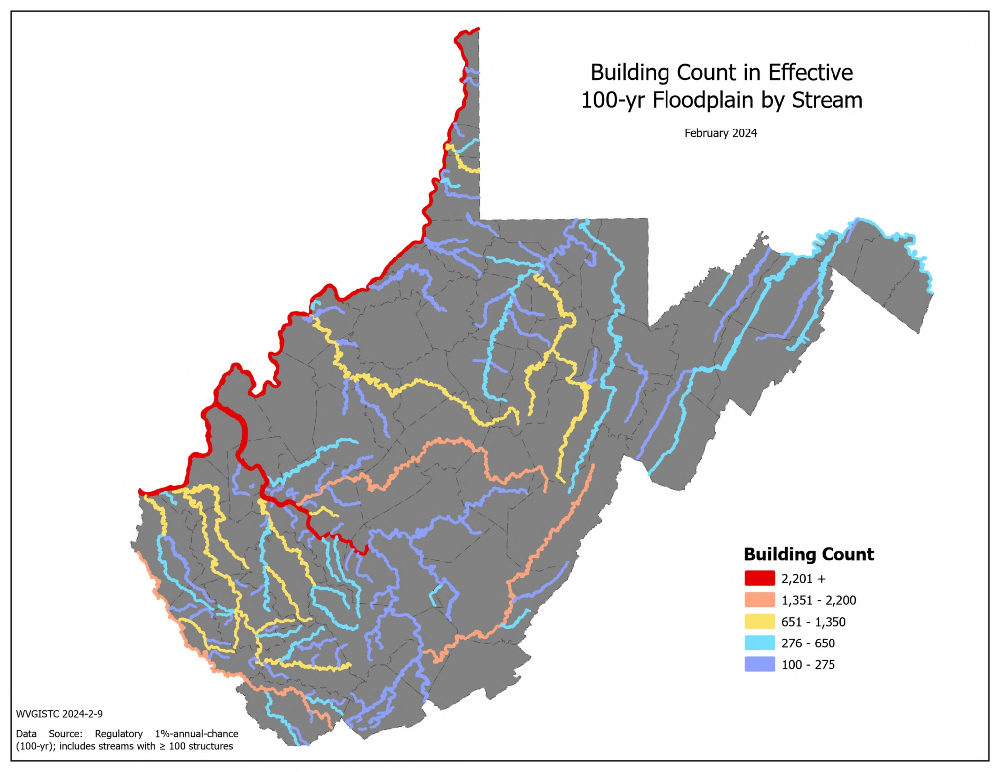 Building Count in Effective
100-yr Floodplain by Stream
February 2024
Building Count
2,201 +
1,351 - 2,200
651 - 1,350
276 - 650
100 - 275
WVGISTC 2024-2-9
Data Source: Regulatory 1%-annual-chance
(100-yr); includes streams with ≥ 100 structures